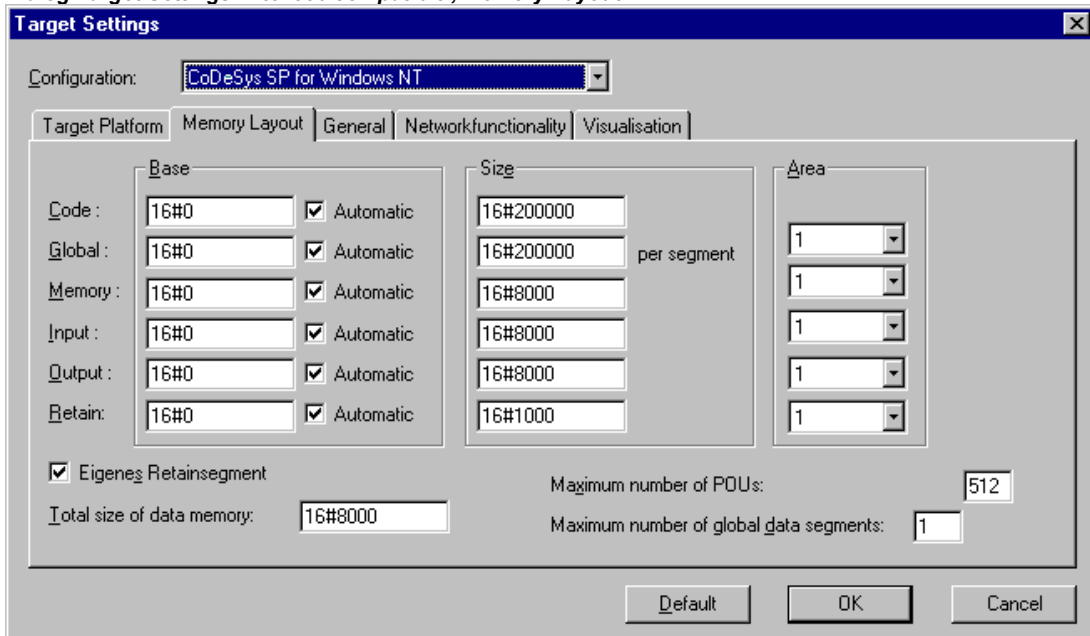 Target Settings
Configuration: CoDeSys SP for Windows NT
Target Platform Memory Layout General Networkfunctionality Visualisation
Base Size Area
Code : 16#0 Automatic 16#200000
Global : 16#0 Automatic 16#200000 per segment 1
Memory : 16#0 Automatic 16#8000 1
Input : 16#0 Automatic 16#8000 1
Output : 16#0 Automatic 16#8000 1
Retain: 16#0 Automatic 16#1000 1
Eigenes Retainsegment Maximum number of POUs: 512
Total size of data memory: 16#8000 Maximum number of global data segments: 1
Default OK Cancel